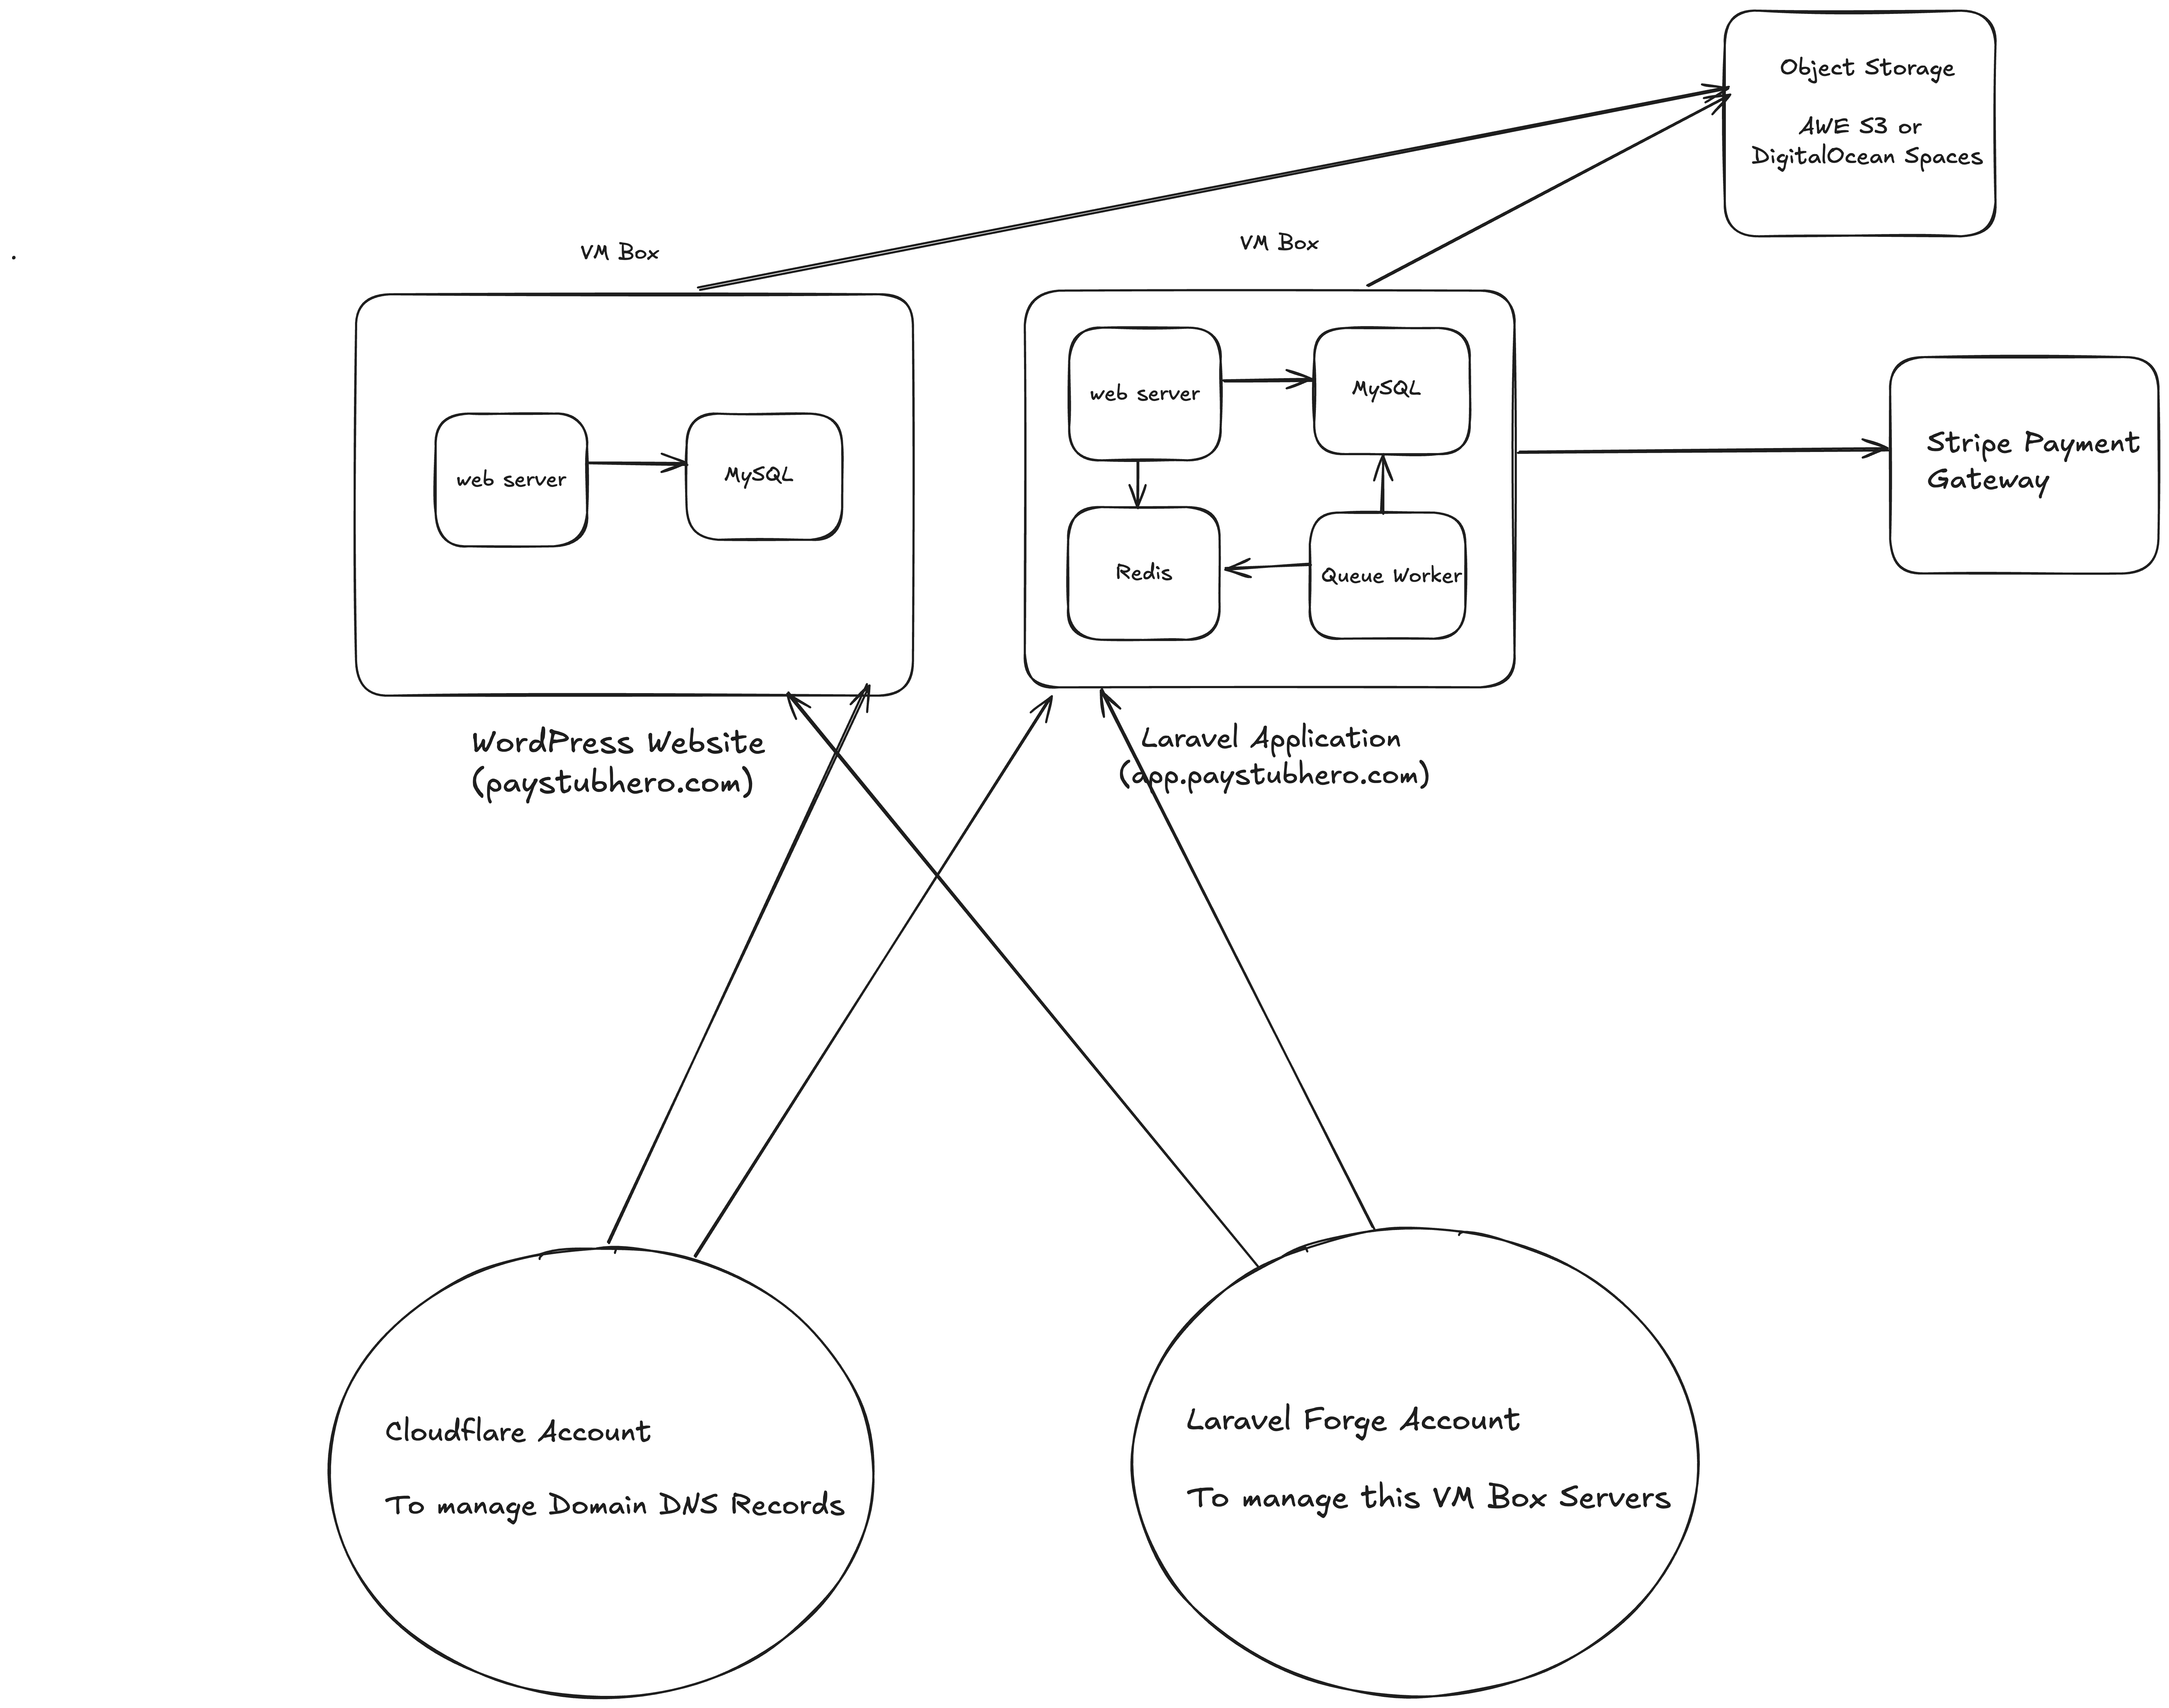 Object Storage
AWE S3 or
DigitalOcean Spaces
VM Box
VM Box
web server
MySQL
web server
MySQL
Redis
Queue Worker
Stripe Payment
Gateway
WordPress Website
(paystubhero.com)
Laravel Application
(app.paystubhero.com)
Cloudflare Account
To manage Domain DNS Records
Laravel Forge Account
To manage this VM Box Servers